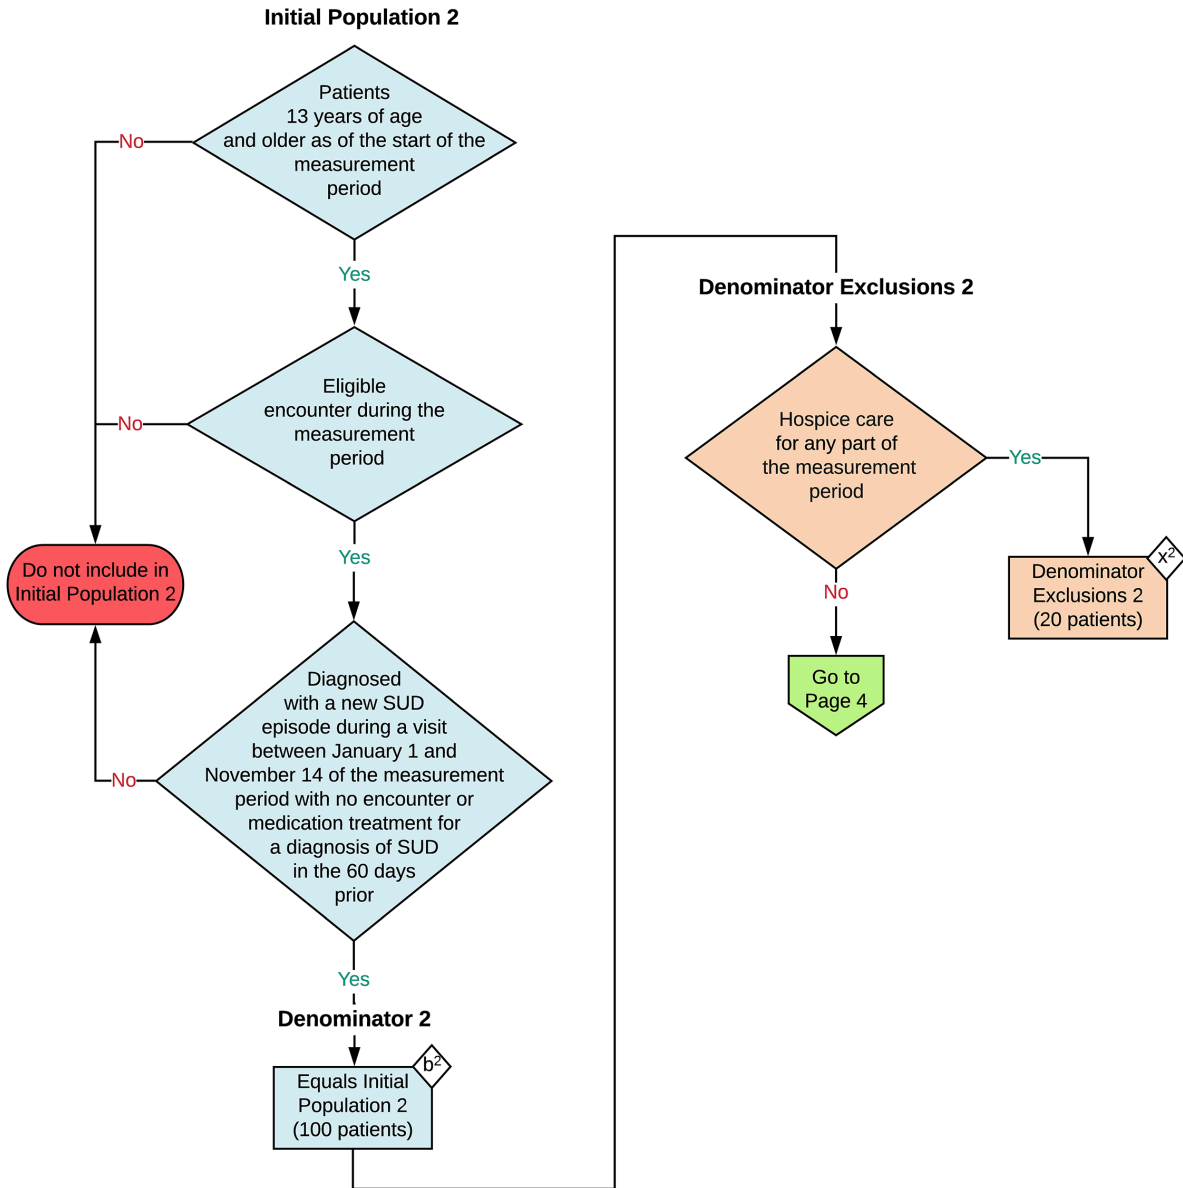 Initial Population 2
Patients
13 years of age
and older as of the start of the
measurement
period
No
Yes
Eligible
encounter during the
measurement
period
No
Yes
Do not include in
Initial Population 2
Diagnosed
with a new SUD
episode during a visit
between January 1 and
November 14 of the measurement
period with no encounter or
medication treatment for
a diagnosis of SUD
in the 60 days
prior
No
Yes
Denominator 2
b²
Equals Initial
Population 2
(100 patients)
Denominator Exclusions 2
Hospice care
for any part of
the measurement
period
Yes
x²
Denominator
Exclusions 2
(20 patients)
No
Go to
Page 4